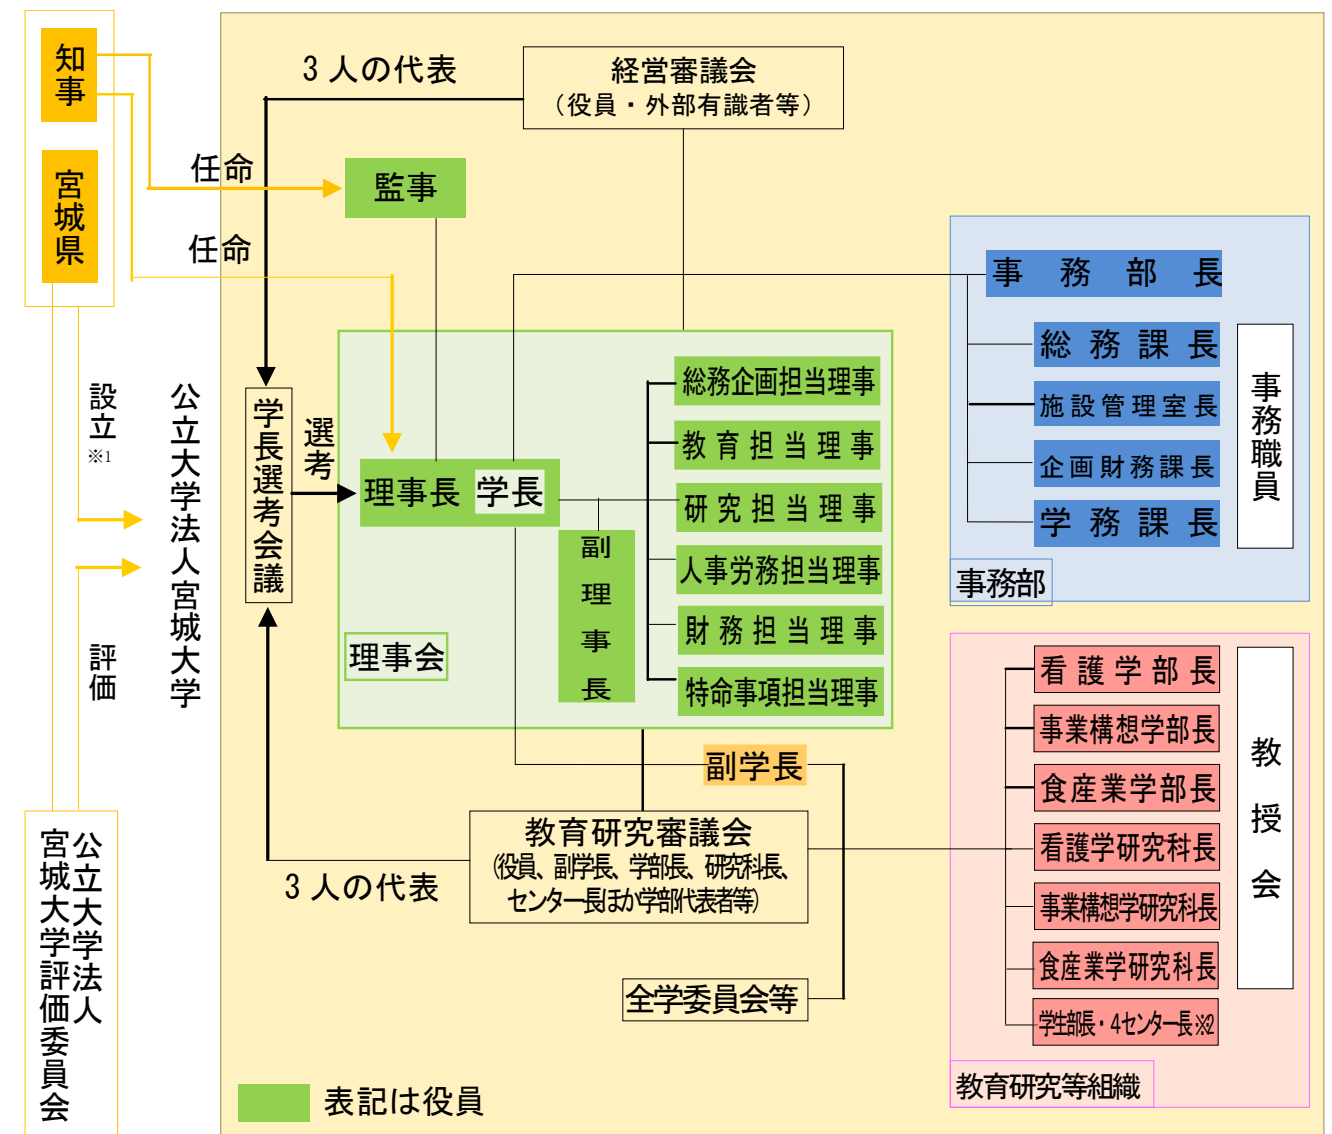 知事
宮城県
任命
任命
3人の代表
経営審議会
（役員・外部有識者等）
監事
設立
※1
評価
公立大学法人宮城大学
公立大学法人
宮城大学評価委員会
学長選考会議
選考
理事長
学長
副理事長
理事会
総務企画担当理事
教育担当理事
研究担当理事
人事労務担当理事
財務担当理事
特命事項担当理事
事務部長
総務課長
施設管理室長
企画財務課長
学務課長
事務職員
事務部
副学長
教育研究審議会
(役員、副学長、学部長、研究科長、
センター長ほか学部代表者等)
3人の代表
全学委員会等
看護学部長
事業構想学部長
食産業学部長
看護学研究科長
事業構想学研究科長
食産業学研究科長
学生部長・4センター長※2
教授会
教育研究等組織
表記は役員